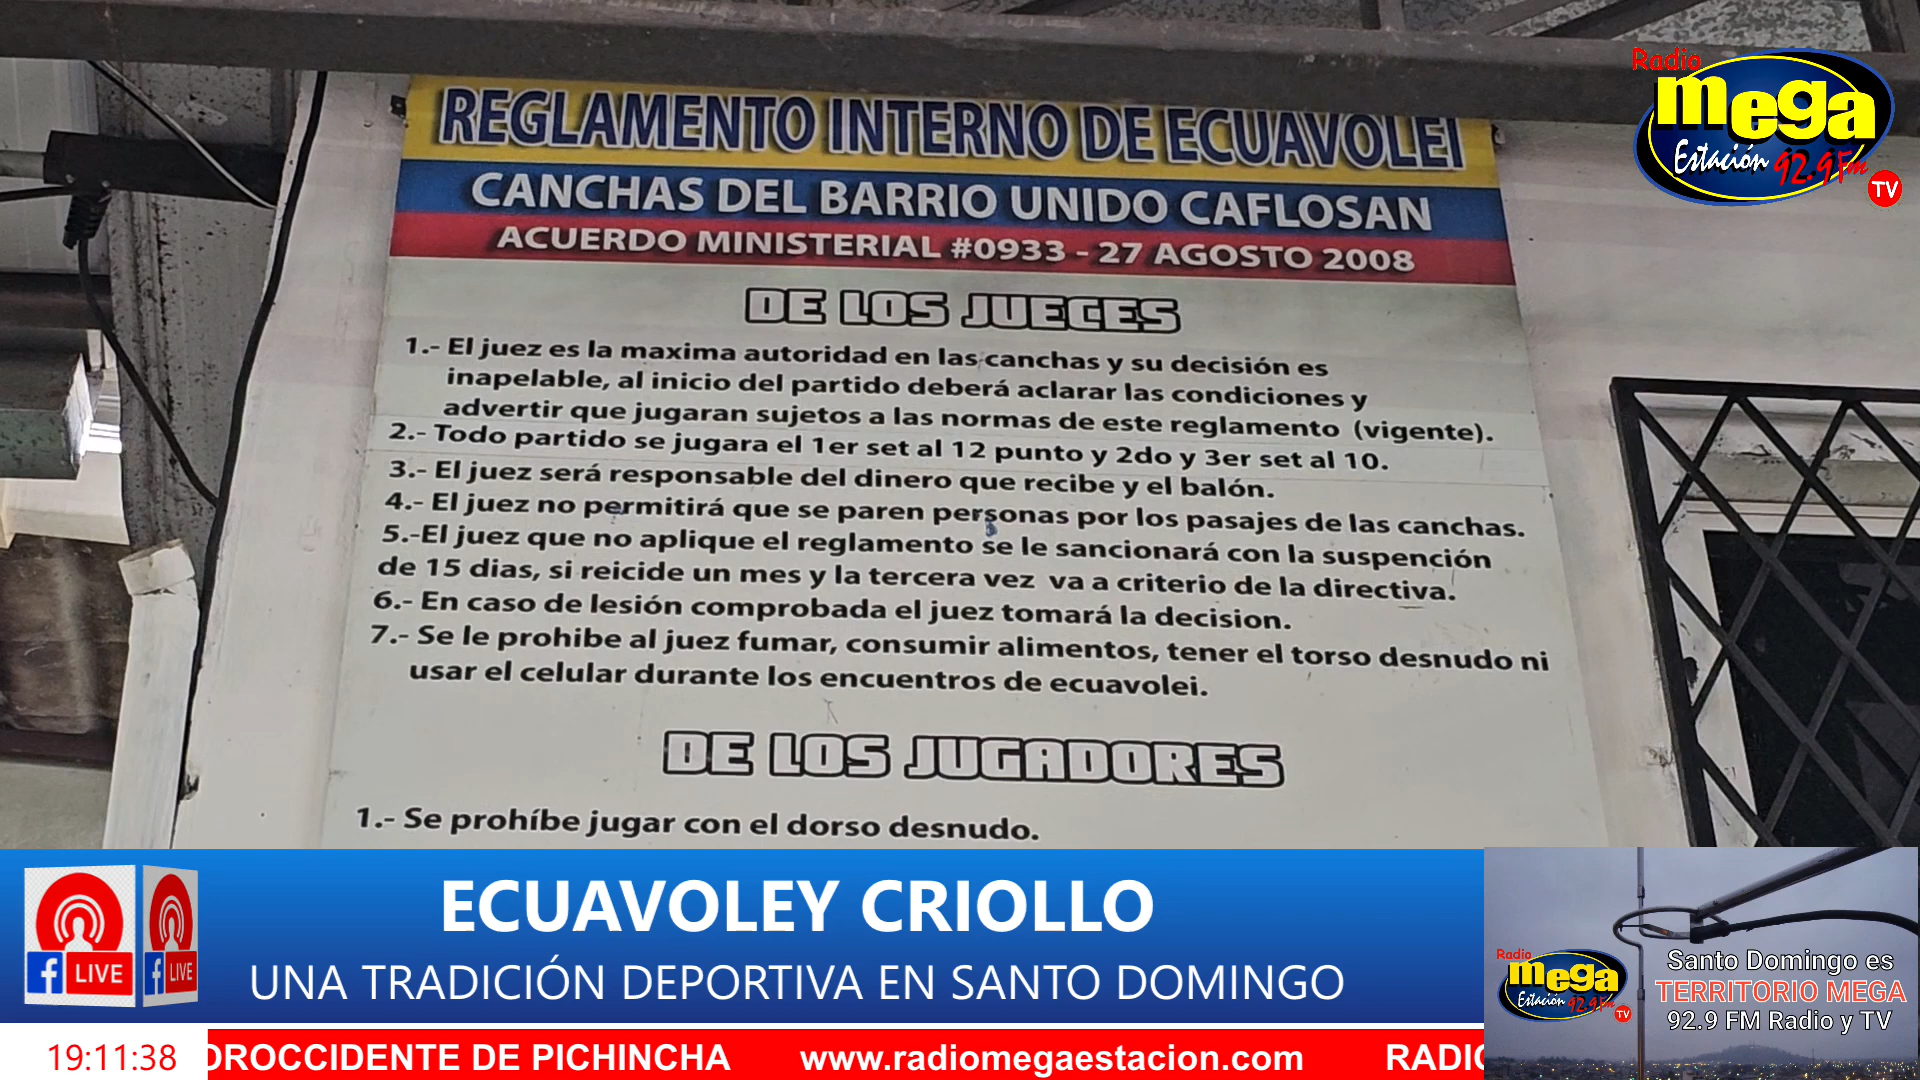 REGLAMENTO INTERNO DE ECUAVOLEI
CANCHAS DEL BARRIO UNIDO CAFLOSAN
ACUERDO MINISTERIAL #0933 - 27 AGOSTO 2008
DE LOS JUECES
1.- El juez es la maxima autoridad en las canchas y su decisión es
inapelable, al inicio del partido deberá aclarar las condiciones y
advertir que jugaran sujetos a las normas de este reglamento (vigente).
2.- Todo partido se jugara el 1er set al 12 punto y 2do y 3er set al 10.
3.- El juez será responsable del dinero que recibe y el balón.
4.- El juez no permitirá que se paren personas por los pasajes de las canchas.
5.-El juez que no aplique el reglamento se le sancionará con la suspención
de 15 dias, si reicide un mes y la tercera vez va a criterio de la directiva.
6.- En caso de lesión comprobada el juez tomará la decision.
7.- Se le prohibe al juez fumar, consumir alimentos, tener el torso desnudo ni
usar el celular durante los encuentros de ecuavolei.
DE LOS JUGADORES
1.- Se prohíbe jugar con el dorso desnudo.
Radio
mega
Estación 92.9 Fm
TV
LIVE
LIVE
ECUAVOLEY CRIOLLO
UNA TRADICIÓN DEPORTIVA EN SANTO DOMINGO
Radio
mega
Estación 92.9 Fm
TV
Santo Domingo es
TERRITORIO MEGA
92.9 FM Radio y TV
19:11:38
OROCCIDENTE DE PICHINCHA www.radiomegaestacion.com RADIO